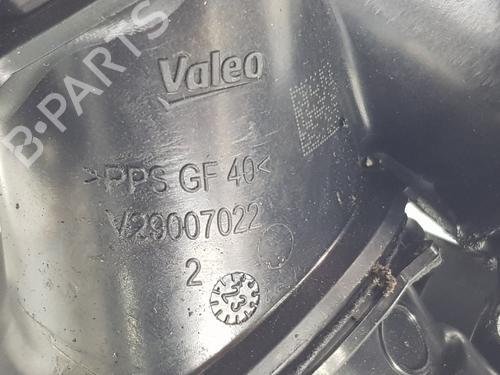 B-PARTS
Valeo
>PPS GF 40<
V29007022
2